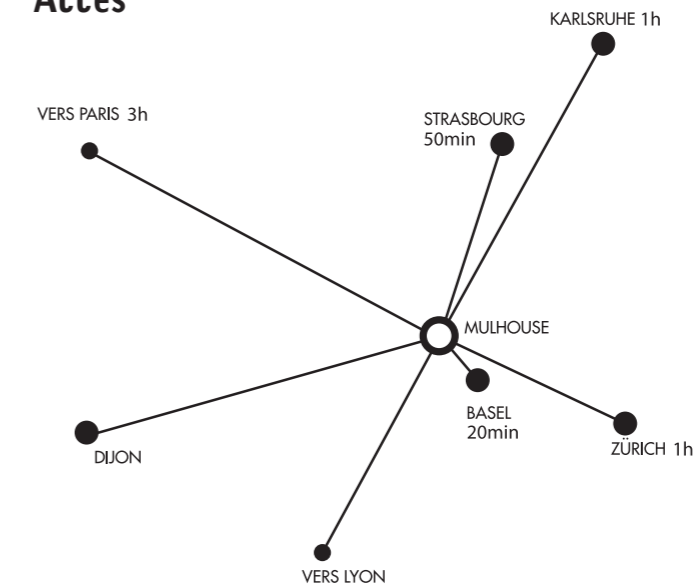 Accès
KARLSRUHE 1h
VERS PARIS 3h
STRASBOURG
50min
MULHOUSE
BASEL
20min
ZÜRICH 1h
DIJON
VERS LYON